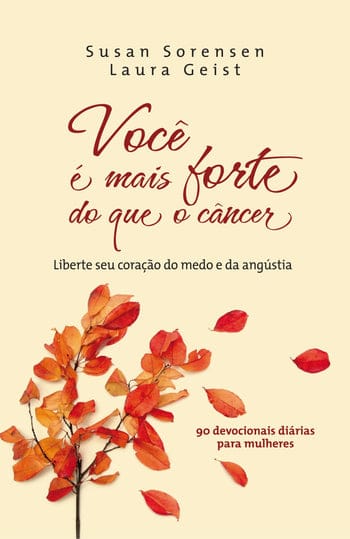 Susan Sorensen
Laura Geist
Você
é mais forte
do que o câncer
Liberte seu coração do medo e da angústia
90 devocionais diárias
para mulheres